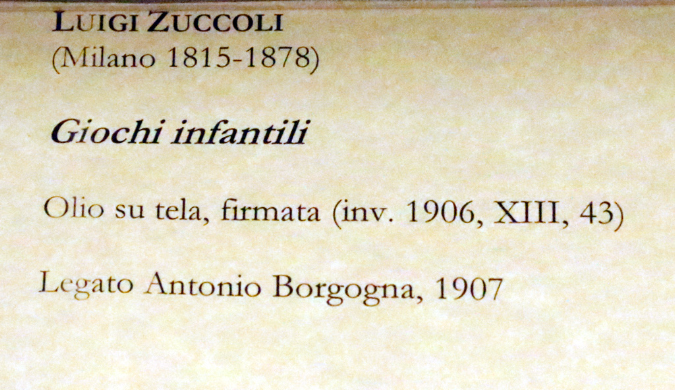 LUIGI ZUCCOLI
(Milano 1815-1878)
Giochi infantili
Olio su tela, firmata (inv. 1906, XIII, 43)
Legato Antonio Borgogna, 1907